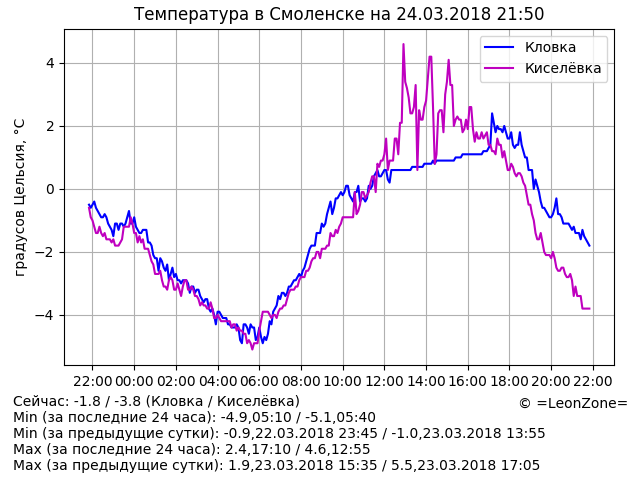 Температура в Смоленске на 24.03.2018 21:50
Кловка
Киселёвка
градусов Цельсия, °C
4
2
0
−2
−4
22:00 00:00 02:00 04:00 06:00 08:00 10:00 12:00 14:00 16:00 18:00 20:00 22:00
Сейчас: -1.8 / -3.8 (Кловка / Киселёвка)
© =LeonZone=
Min (за последние 24 часа): -4.9,05:10 / -5.1,05:40
Min (за предыдущие сутки): -0.9,22.03.2018 23:45 / -1.0,23.03.2018 13:55
Max (за последние 24 часа): 2.4,17:10 / 4.6,12:55
Max (за предыдущие сутки): 1.9,23.03.2018 15:35 / 5.5,23.03.2018 17:05